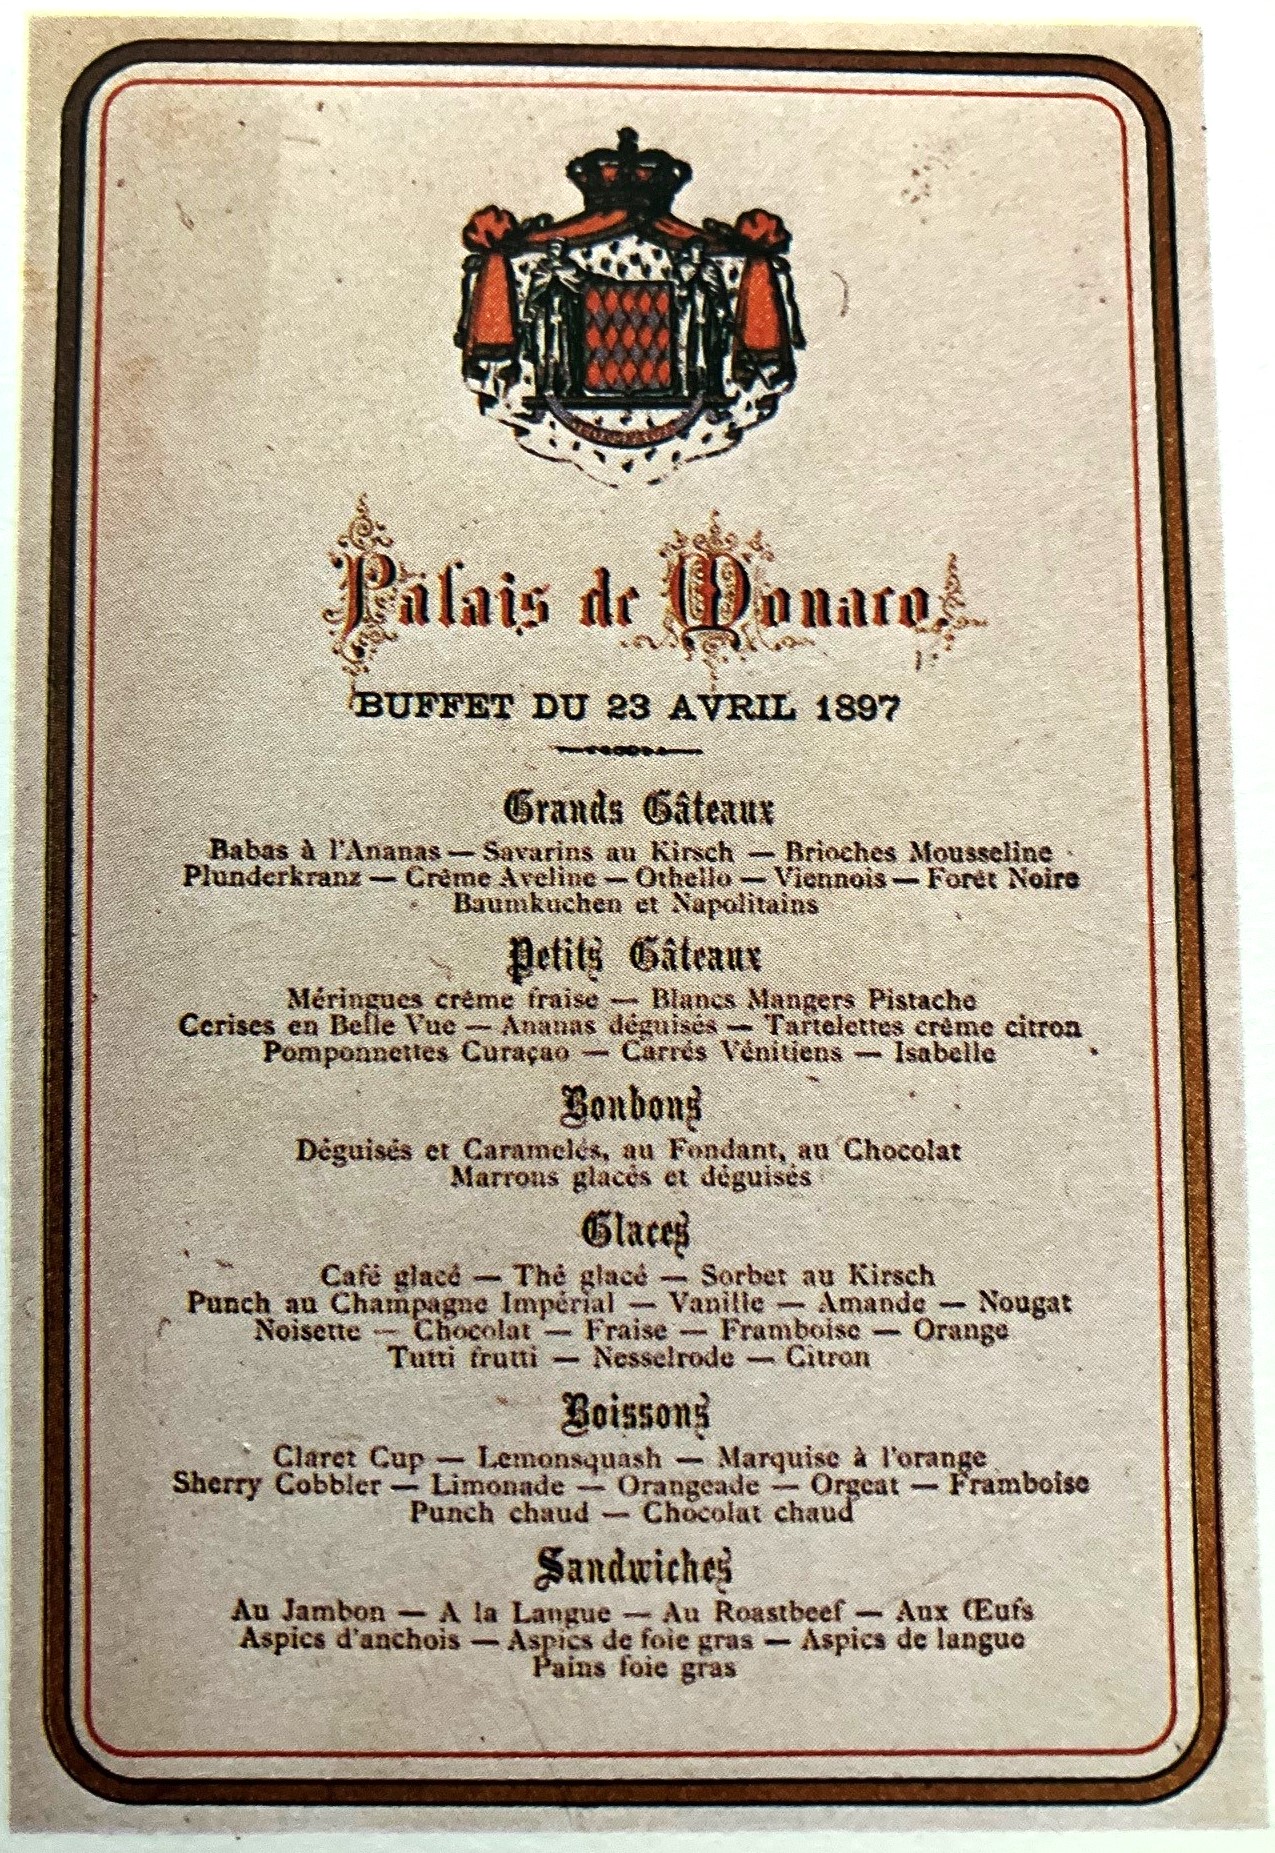 Palais de Monaco
BUFFET DU 23 AVRIL 1897
Grands Gâteaux
Babas à l'Ananas — Savarins au Kirsch — Brioches Mousseline
Plunderkranz — Crême Aveline — Othello — Viennois — Forêt Noire
Baumkuchen et Napolitains
Petits Gâteaux
Méringues crême fraise — Blancs Mangers Pistache
Cerises en Belle Vue — Ananas déguisés — Tartelettes crême citron
Pomponnettes Curaçao — Carrés Vénitiens — Isabelle
Bonbons
Déguisés et Caramelés, au Fondant, au Chocolat
Marrons glacés et déguisés
Glaces
Café glacé — Thé glacé — Sorbet au Kirsch
Punch au Champagne Impérial — Vanille — Amande — Nougat
Noisette — Chocolat — Fraise — Framboise — Orange
Tutti frutti — Nesselrode — Citron
Boissons
Claret Cup — Lemonsquash — Marquise à l'orange
Sherry Cobbler — Limonade — Orangeade — Orgeat — Framboise
Punch chaud — Chocolat chaud
Sandwiches
Au Jambon — A la Langue — Au Roastbeef — Aux Œufs
Aspics d'anchois — Aspics de foie gras — Aspics de langue
Pains foie gras